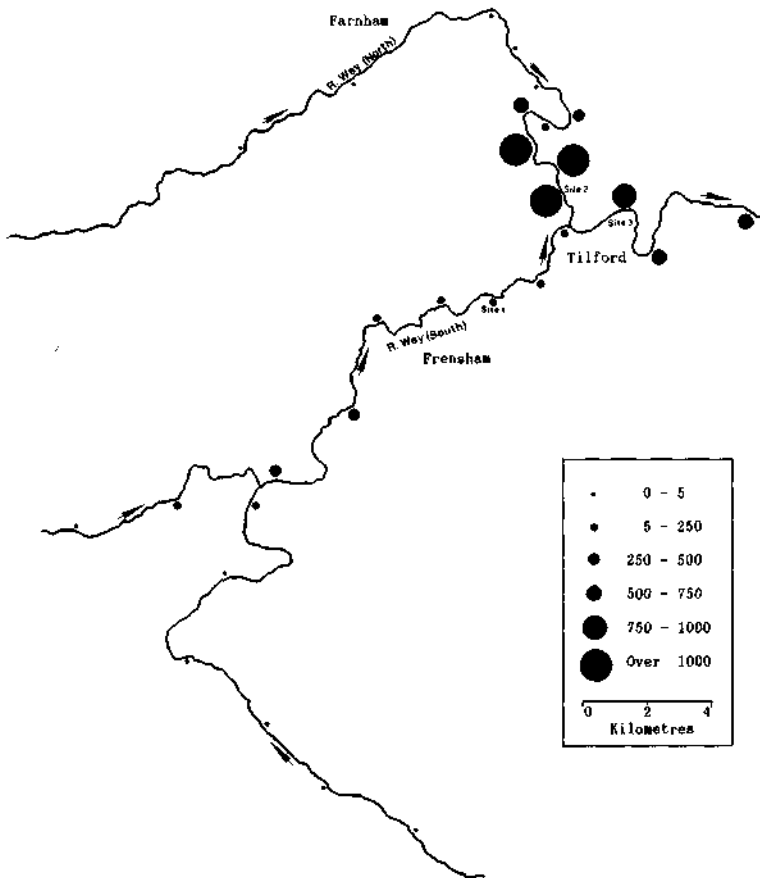 Farnham
R. Wey (North)
Site 2
Site 3
Tilford
Site 1
R. Wey (South)
Frensham
0 - 5
5 - 250
250 - 500
500 - 750
750 - 1000
Over 1000
0 2 4
Kilometres